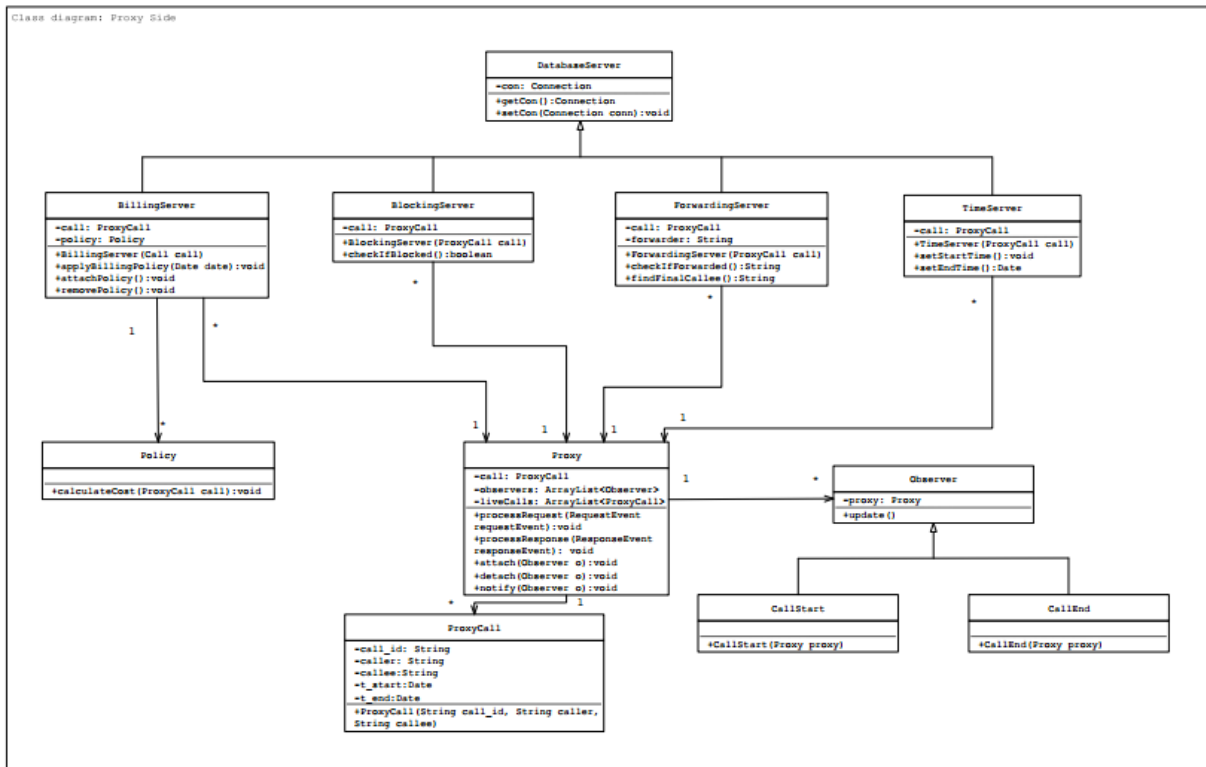 Class diagram: Proxy Side
DatabaseServer
-con: Connection
+getCon():Connection
+setCon(Connection conn):void
BillingServer
-call: ProxyCall
-policy: Policy
+BillingServer(Call call)
+applyBillingPolicy(Date date):void
+attachPolicy():void
+removePolicy():void
BlockingServer
-call: ProxyCall
+BlockingServer(ProxyCall call)
+checkIfBlocked():boolean
ForwardingServer
-call: ProxyCall
-forwarder: String
+ForwardingServer(ProxyCall call)
+checkIfForwarded():String
+findFinalCallee():String
TimeServer
-call: ProxyCall
+TimeServer(ProxyCall call)
+setStartTime():void
+setEndTime():Date
1
*
*
*
*
*
1
1
1
1
Policy
+calculateCost(ProxyCall call):void
Proxy
-call: ProxyCall
-observers: ArrayList<Observer>
-liveCalls: ArrayList<ProxyCall>
+processRequest(RequestEvent
requestEvent):void
+processResponse(ResponseEvent
responseEvent): void
+attach(Observer o):void
+detach(Observer o):void
+notify(Observer o):void
1
*
Observer
-proxy: Proxy
+update()
*
1
ProxyCall
-call_id: String
-caller: String
-callee:String
-t_start:Date
-t_end:Date
+ProxyCall(String call_id, String caller,
String callee)
CallStart
+CallStart(Proxy proxy)
CallEnd
+CallEnd(Proxy proxy)